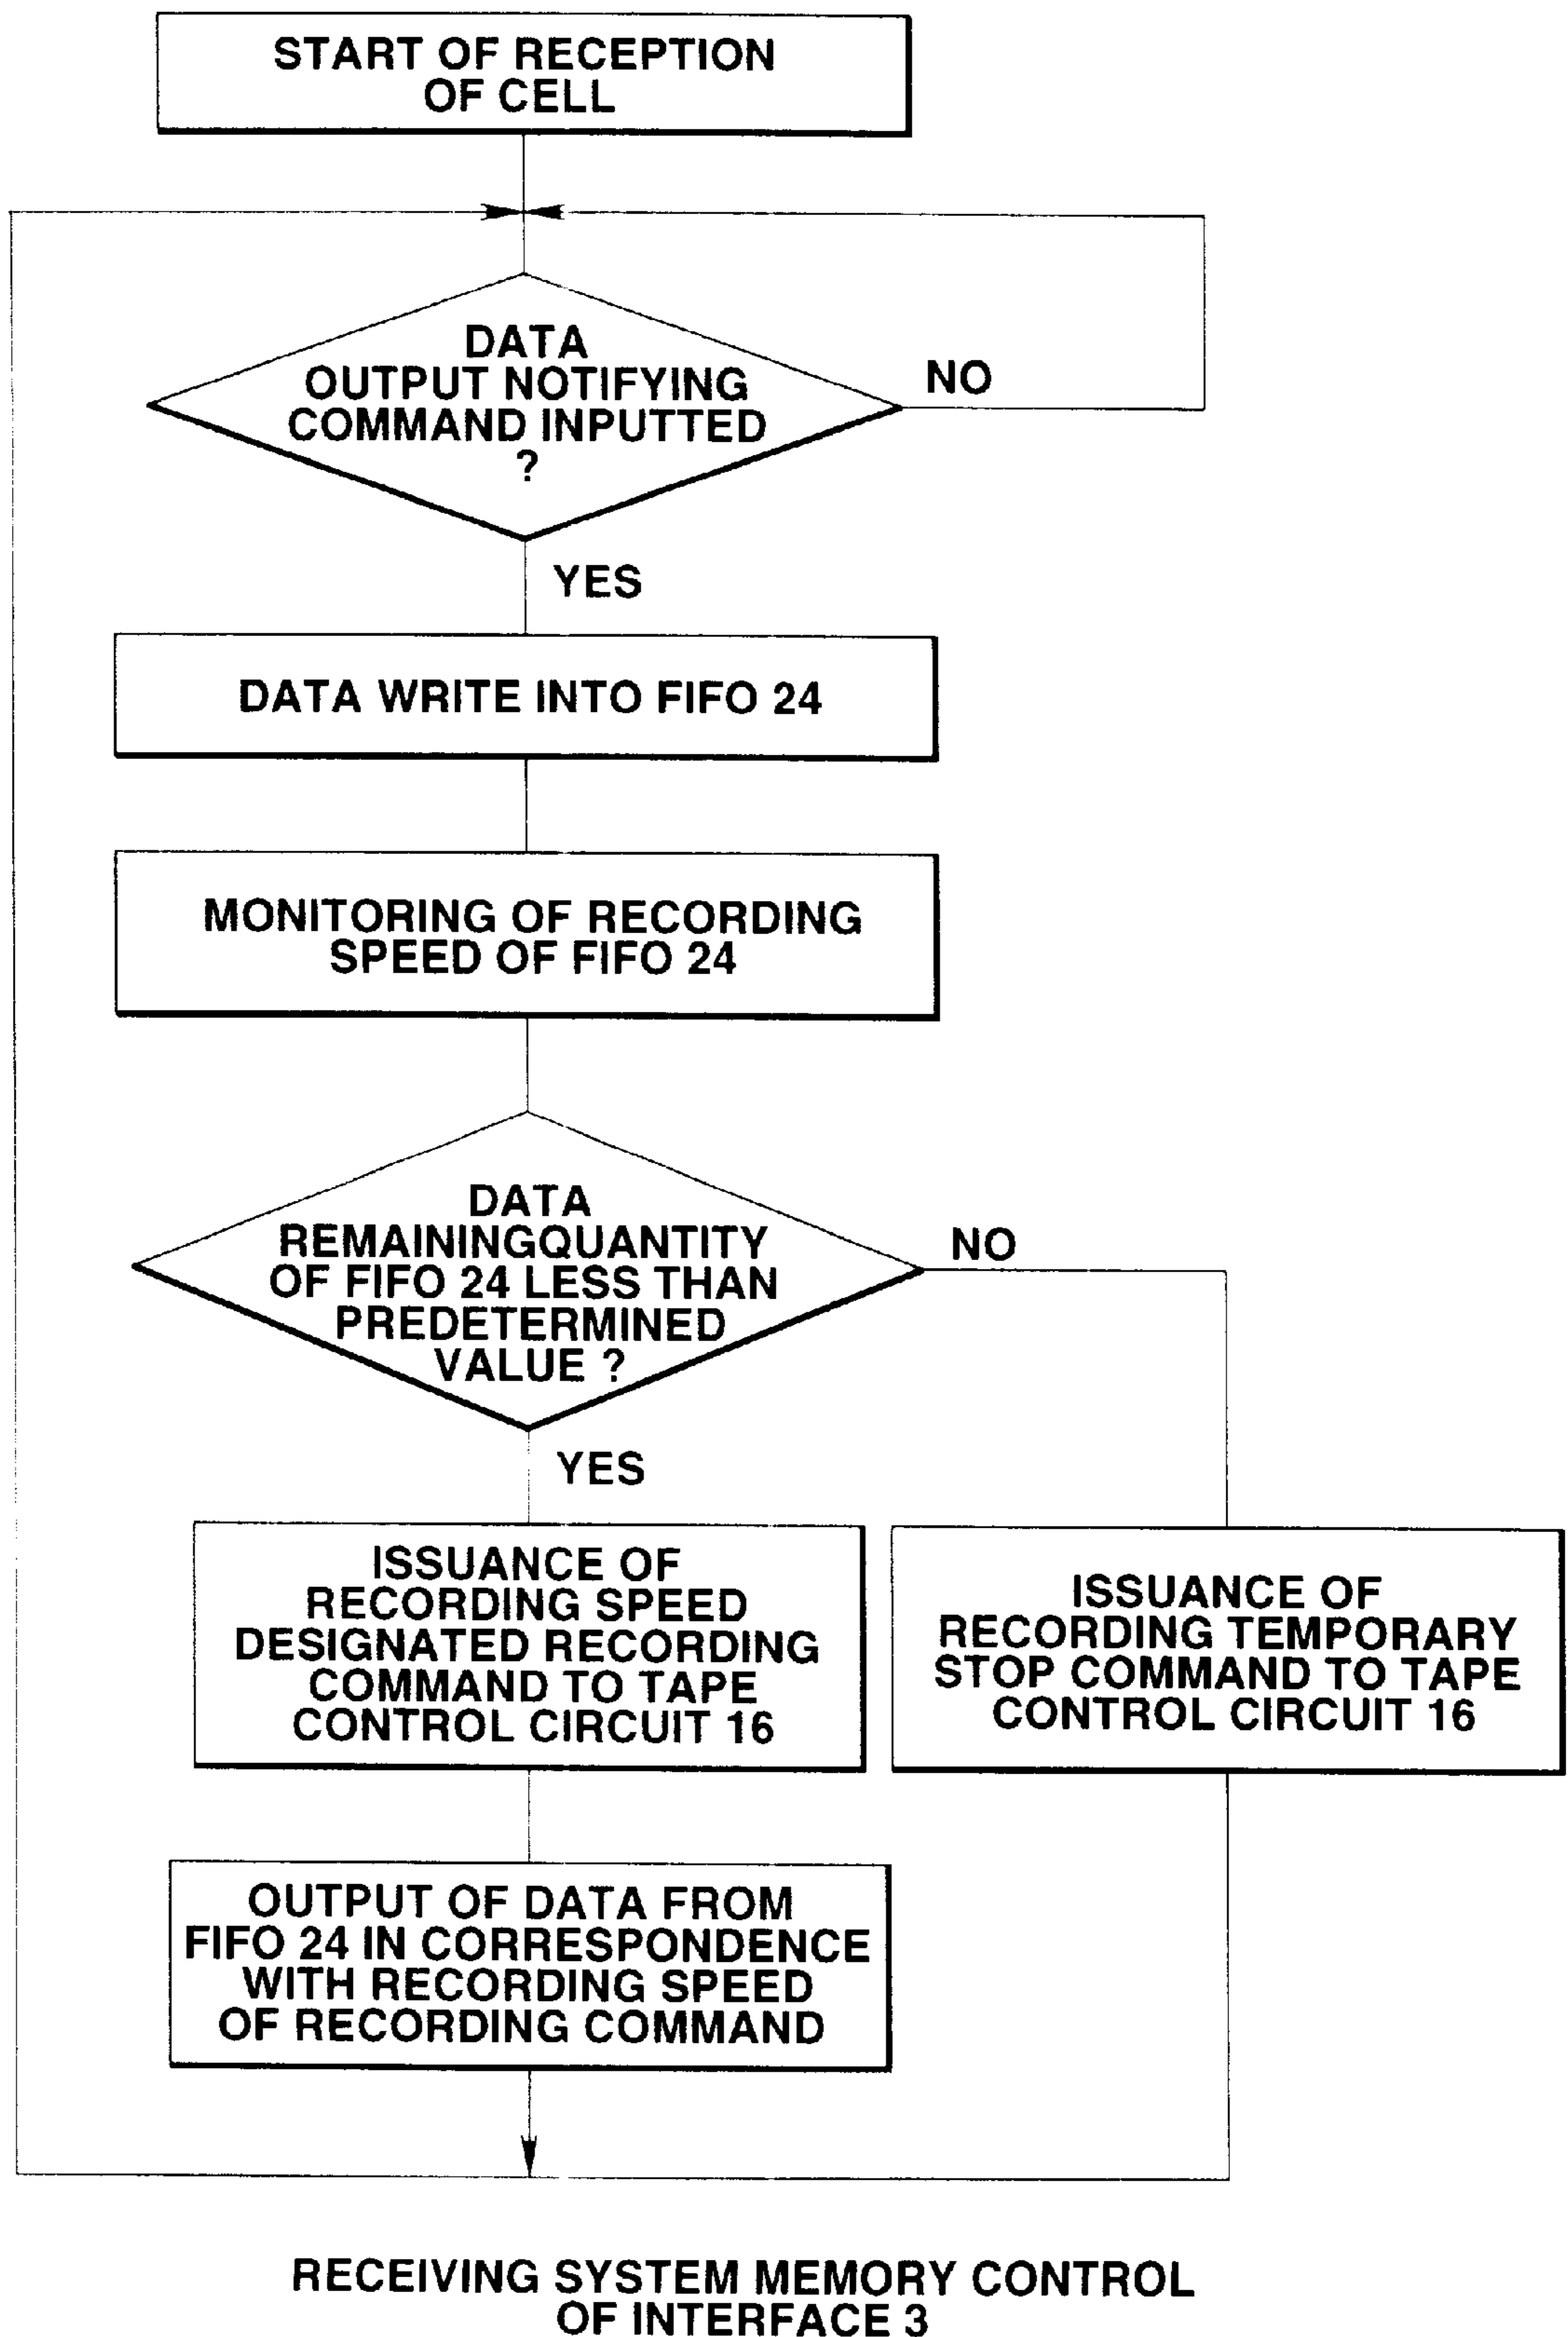 START OF RECEPTION
OF CELL
DATA
OUTPUT NOTIFYING
COMMAND INPUTTED
?
NO
YES
DATA WRITE INTO FIFO 24
MONITORING OF RECORDING
SPEED OF FIFO 24
DATA
REMAININGQUANTITY
OF FIFO 24 LESS THAN
PREDETERMINED
VALUE ?
NO
YES
ISSUANCE OF
RECORDING SPEED
DESIGNATED RECORDING
COMMAND TO TAPE
CONTROL CIRCUIT 16
ISSUANCE OF
RECORDING TEMPORARY
STOP COMMAND TO TAPE
CONTROL CIRCUIT 16
OUTPUT OF DATA FROM
FIFO 24 IN CORRESPONDENCE
WITH RECORDING SPEED
OF RECORDING COMMAND
RECEIVING SYSTEM MEMORY CONTROL
OF INTERFACE 3